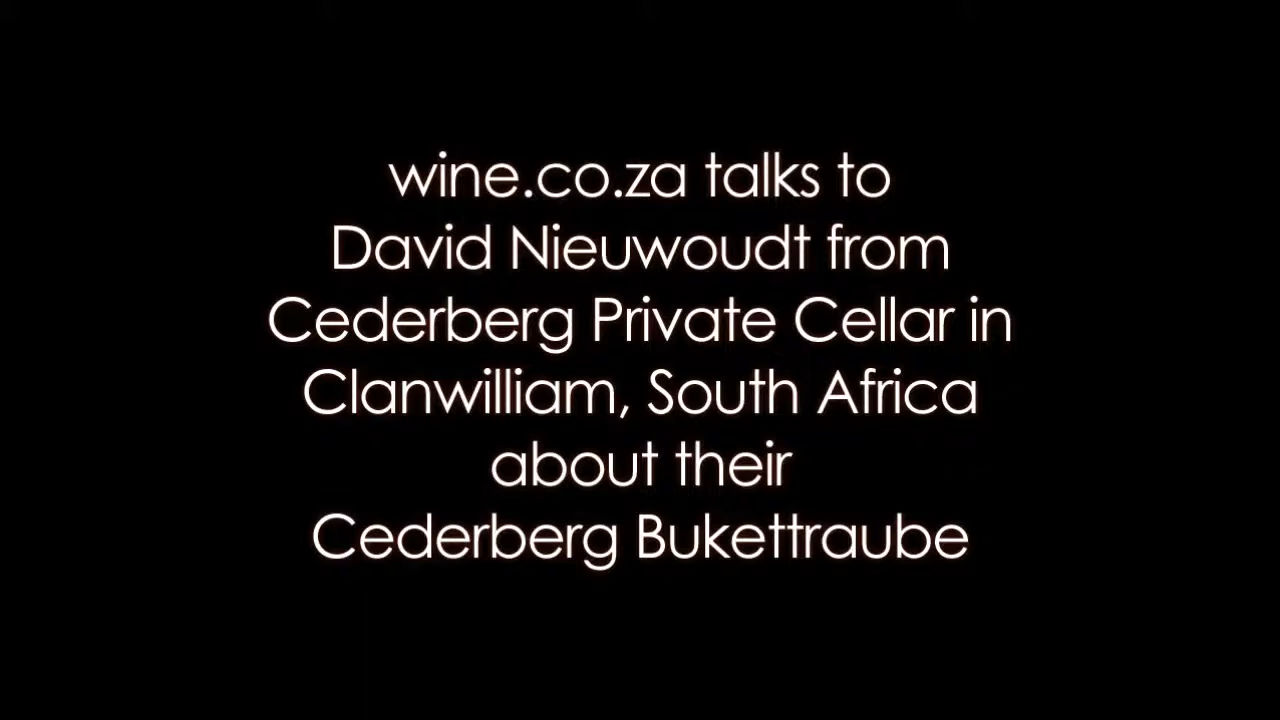 wine.co.za talks to
David Nieuwoudt from
Cederberg Private Cellar in
Clanwilliam, South Africa
about their
Cederberg Bukettraube